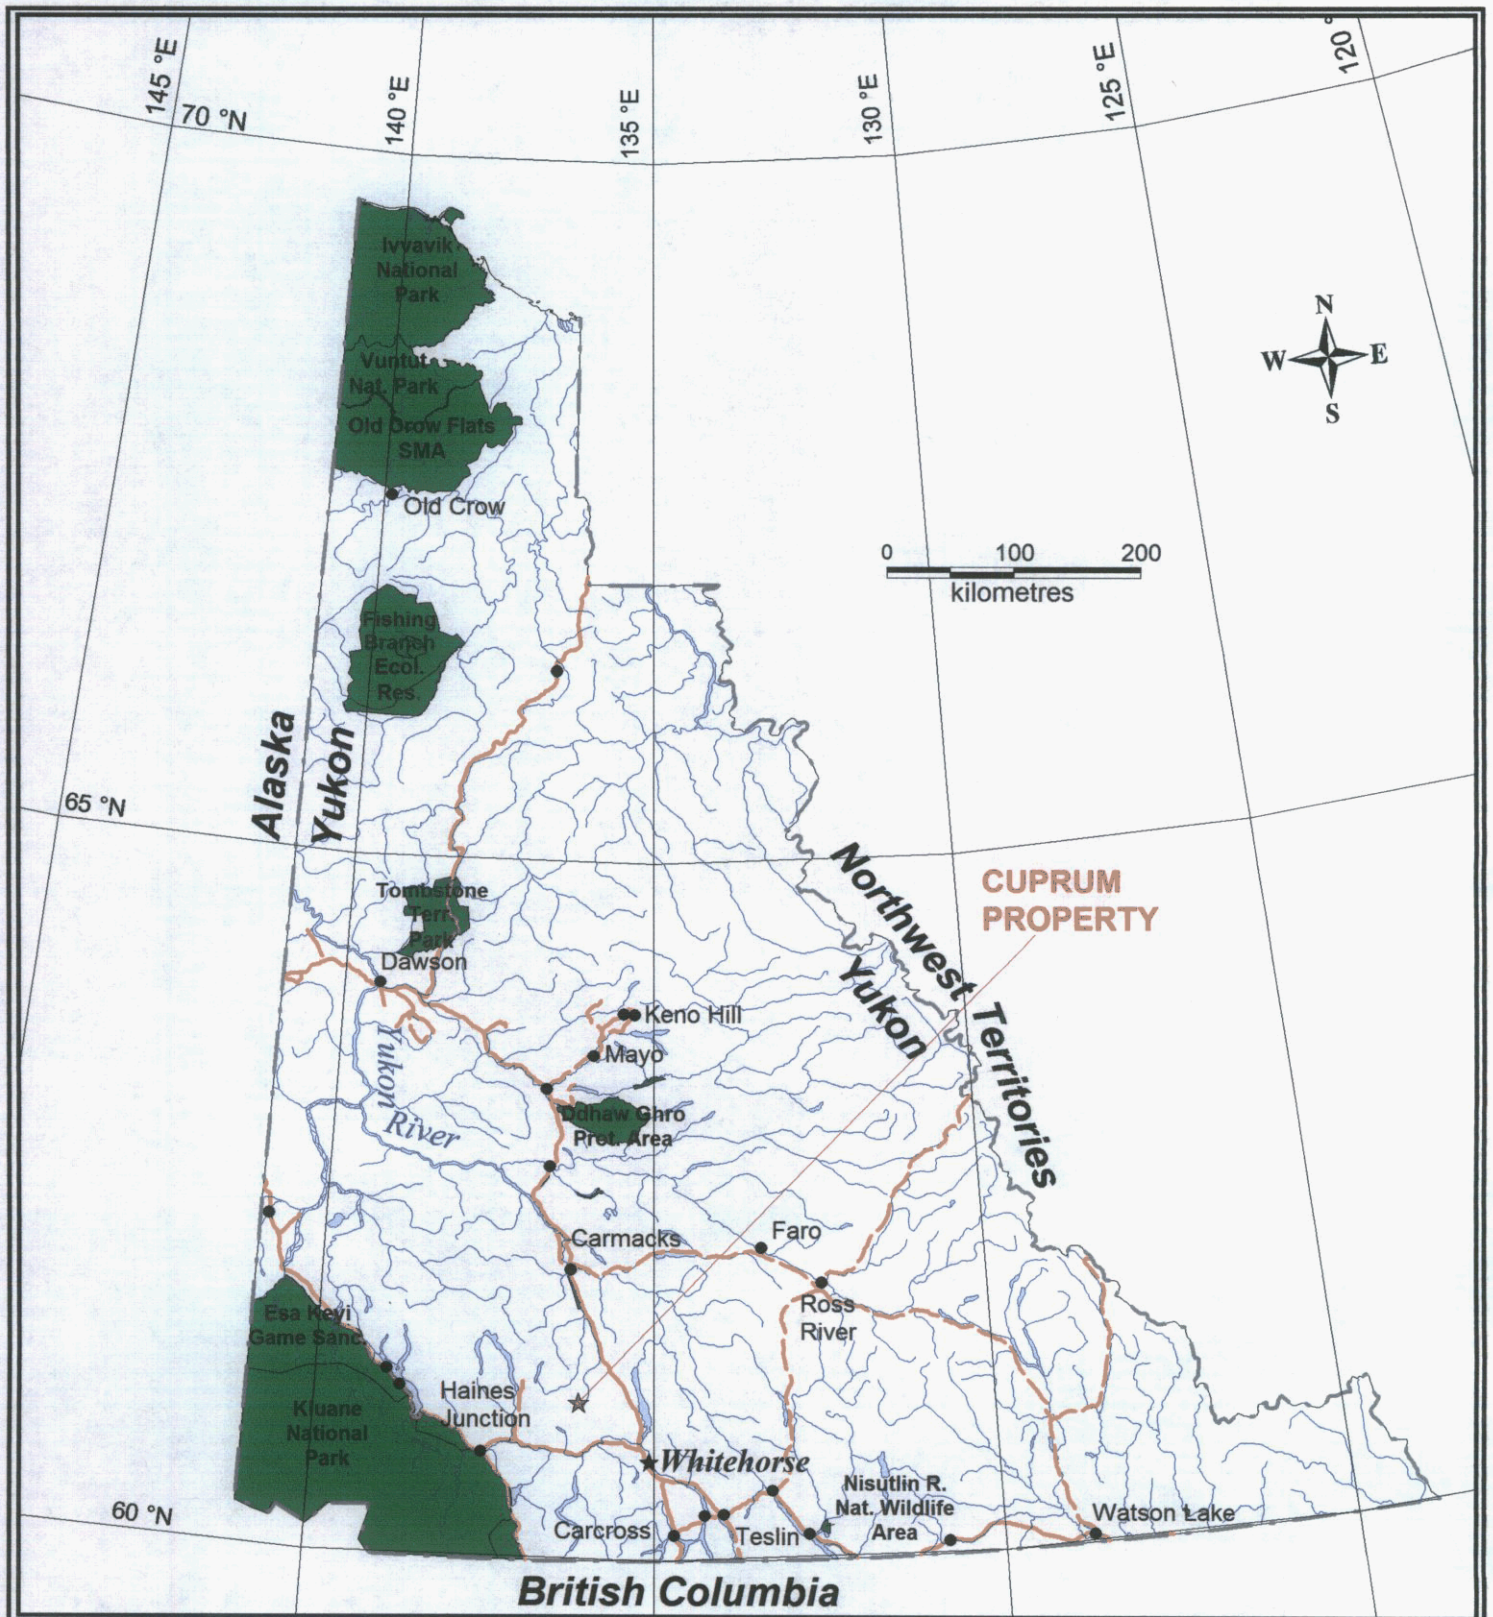 145 °E
70 °N
140 °E
135 °E
130 °E
125 °E
120 °
Ivvavik
National
Park
N
W E
S
Vuntut
Nat. Park
Old Crow Flats
SMA
Old Crow
0 100 200
kilometres
Fishing
Branch
Ecol.
Res.
Alaska
Yukon
65 °N
Northwest Territories
Yukon
CUPRUM
PROPERTY
Tombstone
Terr.
Park
Dawson
Keno Hill
Mayo
Yukon
River
Ddhaw Ghro
Prot. Area
Carmacks
Faro
Ross
River
Esa Keyi
Game Sanc.
Haines
Junction
Kluane
National
Park
Whitehorse
Nisutlin R.
Nat. Wildlife
Area
60 °N
Carcross
Teslin
Watson Lake
British Columbia